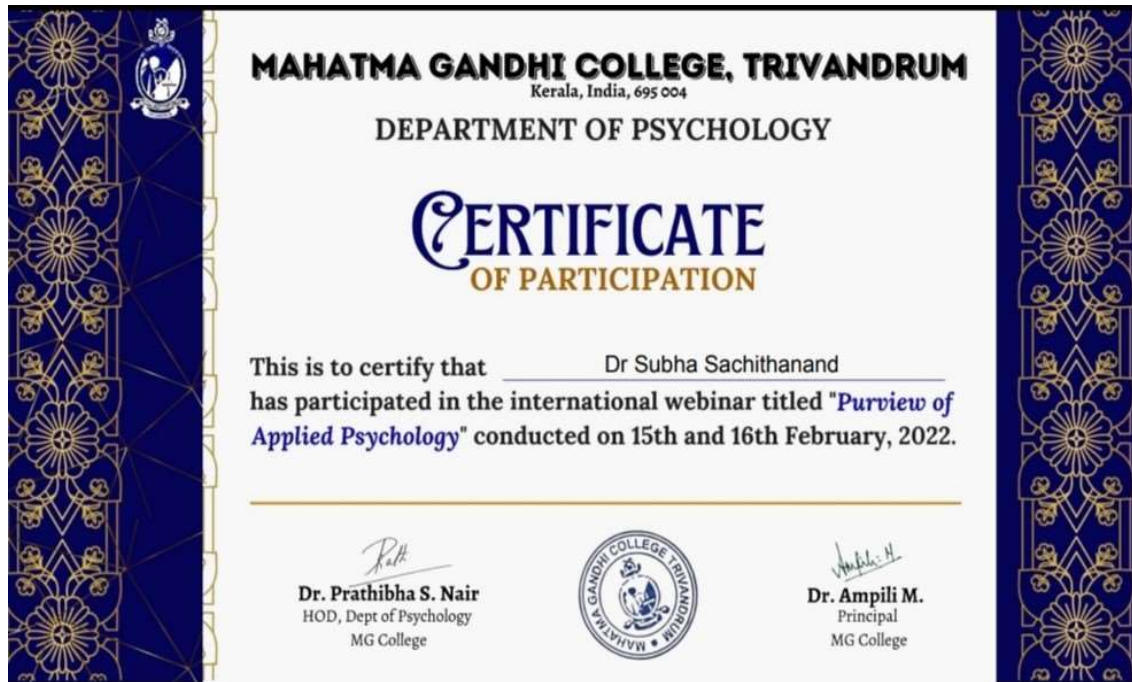 MAHATMA GANDHI COLLEGE, TRIVANDRUM
Kerala, India, 695 004
DEPARTMENT OF PSYCHOLOGY
CERTIFICATE
OF PARTICIPATION
This is to certify that Dr Subha Sachithanand
has participated in the international webinar titled "Purview of
Applied Psychology" conducted on 15th and 16th February, 2022.
Dr. Prathibha S. Nair
HOD, Dept of Psychology
MG College
MAHATMA GANDHI COLLEGE TRIVANDRUM
Ampili M
Dr. Ampili M.
Principal
MG College